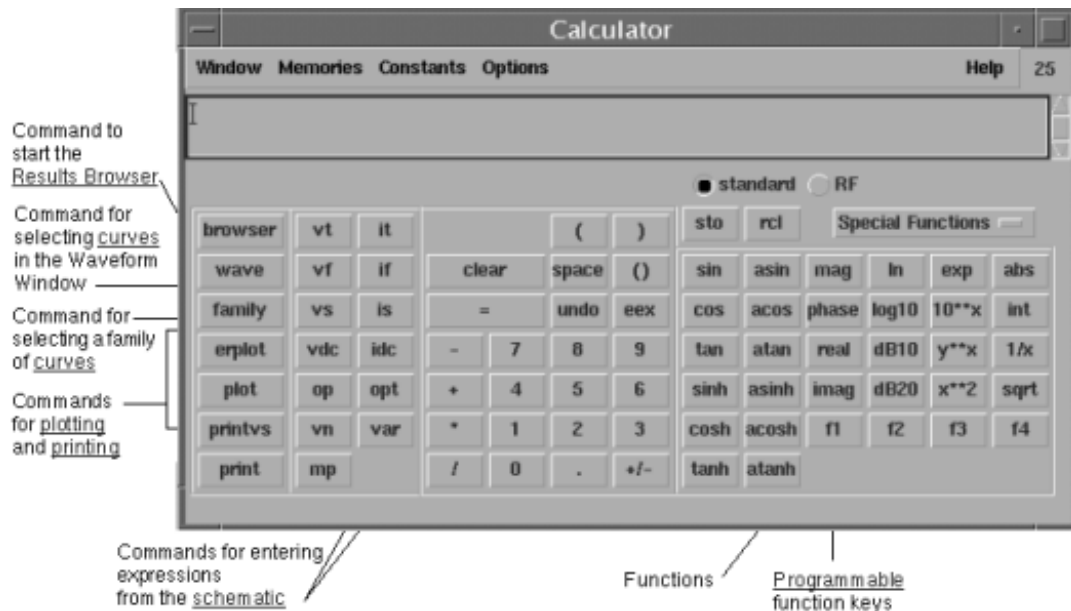 Calculator
Window Memories Constants Options Help 25
Command to
start the
Results Browser
Command for
selecting curves
in the Waveform
Window
Command for
selecting a family
of curves
Commands
for plotting
and printing
standard RF
browser vt it ( ) sto rcl Special Functions
wave vf if clear space () sin asin mag ln exp abs
family vs is = undo eex cos acos phase log10 10**x int
erplot vdc idc - 7 8 9 tan atan real dB10 y**x 1/x
plot op opt + 4 5 6 sinh asinh imag dB20 x**2 sqrt
printvs vn var * 1 2 3 cosh acosh f1 f2 f3 f4
print mp / 0 . +/- tanh atanh
Commands for entering
expressions
from the schematic
Functions
Programmable
function keys